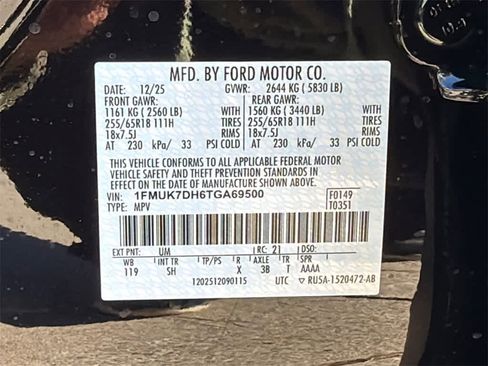 MFD. BY FORD MOTOR CO.
DATE: 12/25 GVWR: 2644 KG ( 5830 LB)
FRONT GAWR: REAR GAWR:
1161 KG ( 2560 LB) 1560 KG ( 3440 LB)
255/65R18 111H TIRES 255/65R18 111H TIRES
18x7.5J RIMS 18x7.5J RIMS
AT 230 kPa/ 33 PSI COLD AT 230 kPa/ 33 PSI COLD
THIS VEHICLE CONFORMS TO ALL APPLICABLE FEDERAL MOTOR
VEHICLE SAFETY AND THEFT PREVENTION STANDARDS IN
EFFECT ON THE DATE OF MANUFACTURE SHOWN ABOVE.
VIN: 1FMUK7DH6TGA69500 F0149
TYPE: MPV T0351
EXT PNT: UM RC: 21 DSO:
WB INT TR TP/PS R AXLE TR SPR
119 SH X 3B T AAAA
1202512090115 UTC ▽ RU5A-1520472-AB